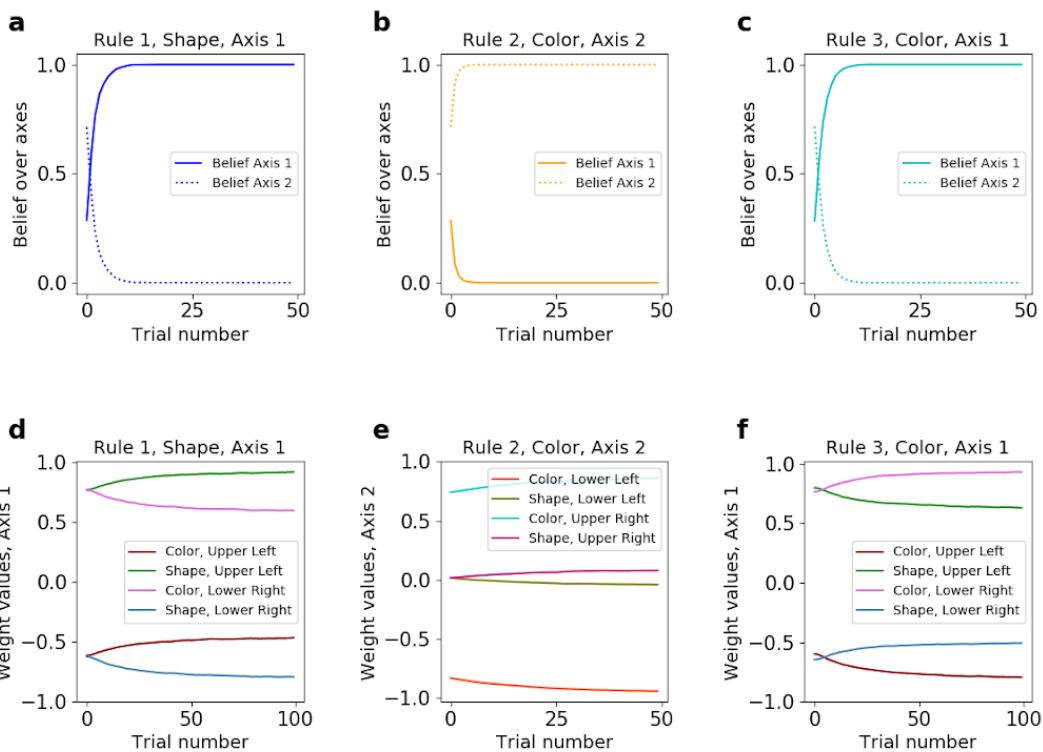 a
Rule 1, Shape, Axis 1
Belief over axes
1.0
0.5
0.0
Belief Axis 1
Belief Axis 2
0
25
50
Trial number
b
Rule 2, Color, Axis 2
Belief over axes
1.0
0.5
0.0
Belief Axis 1
Belief Axis 2
0
25
50
Trial number
c
Rule 3, Color, Axis 1
Belief over axes
1.0
0.5
0.0
Belief Axis 1
Belief Axis 2
0
25
50
Trial number
d
Rule 1, Shape, Axis 1
Weight values, Axis 1
1.0
0.5
0.0
−0.5
−1.0
Color, Upper Left
Shape, Upper Left
Color, Lower Right
Shape, Lower Right
0
100
Trial number
e
Rule 2, Color, Axis 2
Weight values, Axis 2
1.0
0.5
0.0
−0.5
−1.0
Color, Lower Left
Shape, Lower Left
Color, Upper Right
Shape, Upper Right
0
25
50
Trial number
f
Rule 3, Color, Axis 1
Weight values, Axis 1
1.0
0.5
0.0
−0.5
−1.0
Color, Upper Left
Shape, Upper Left
Color, Lower Right
Shape, Lower Right
0
50
100
Trial number